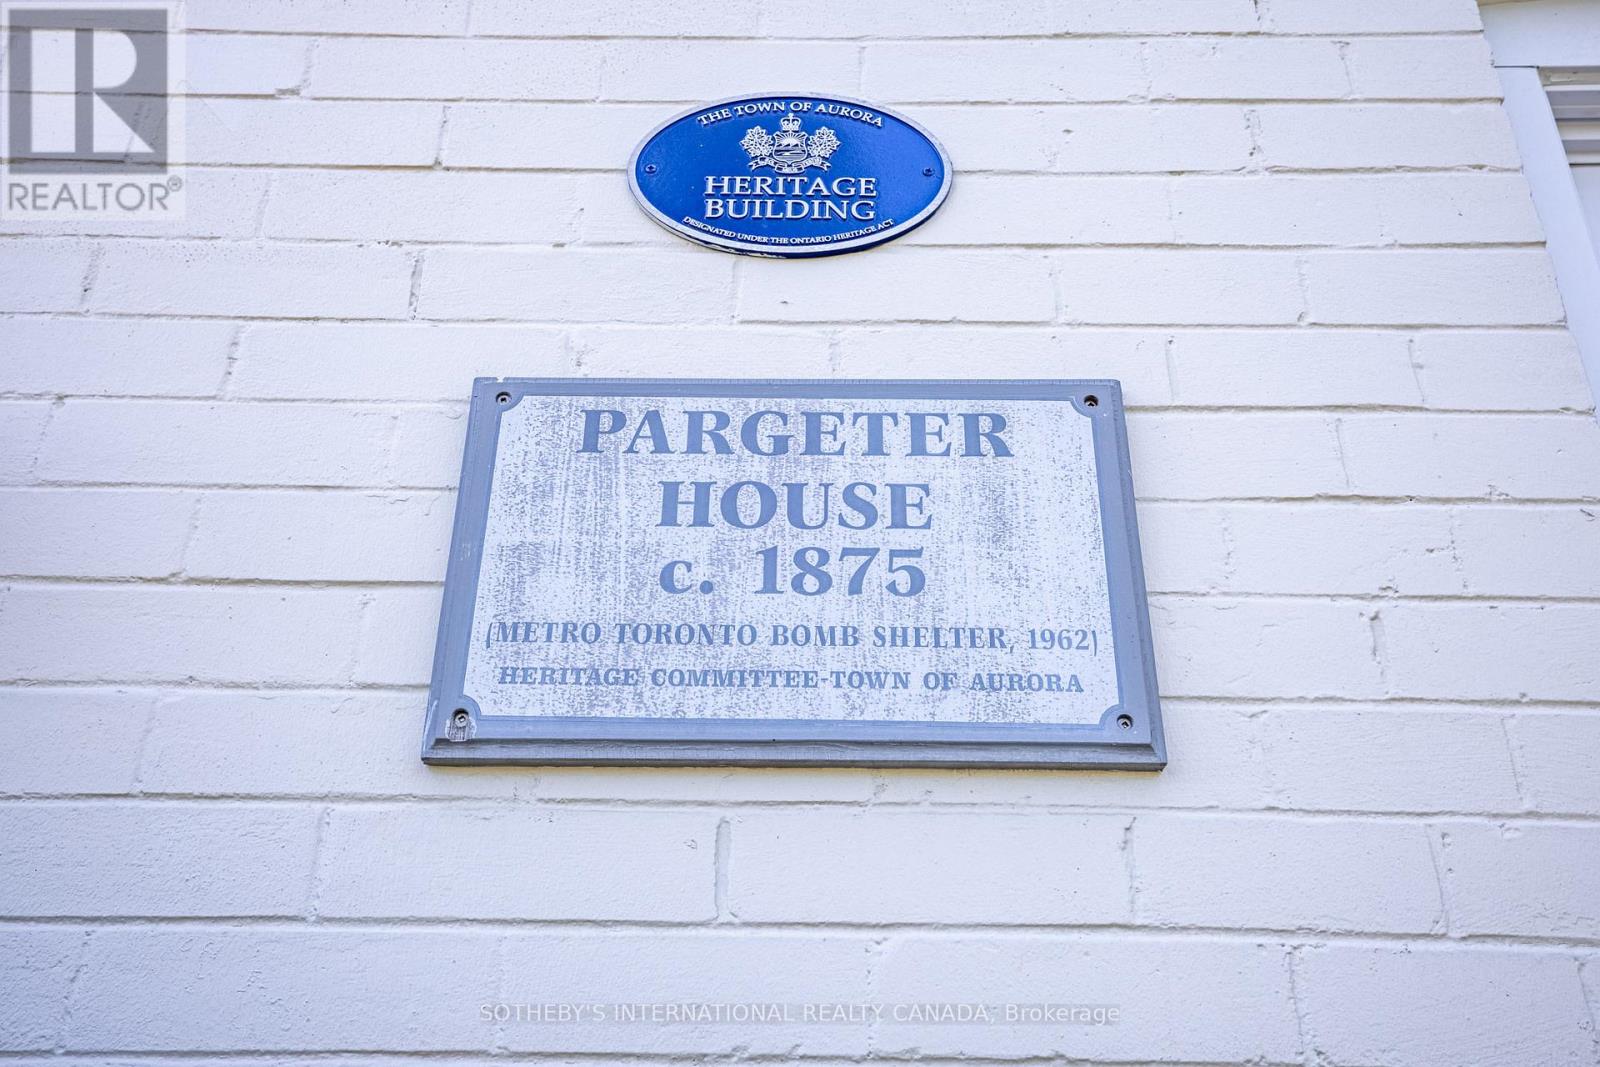 REALTOR®
THE TOWN OF AURORA
HERITAGE
BUILDING
DESIGNATED UNDER THE ONTARIO HERITAGE ACT
PARGETER
HOUSE
c. 1875
(METRO TORONTO BOMB SHELTER, 1962)
HERITAGE COMMITTEE-TOWN OF AURORA
SOTHEBY'S INTERNATIONAL REALTY CANADA, Brokerage